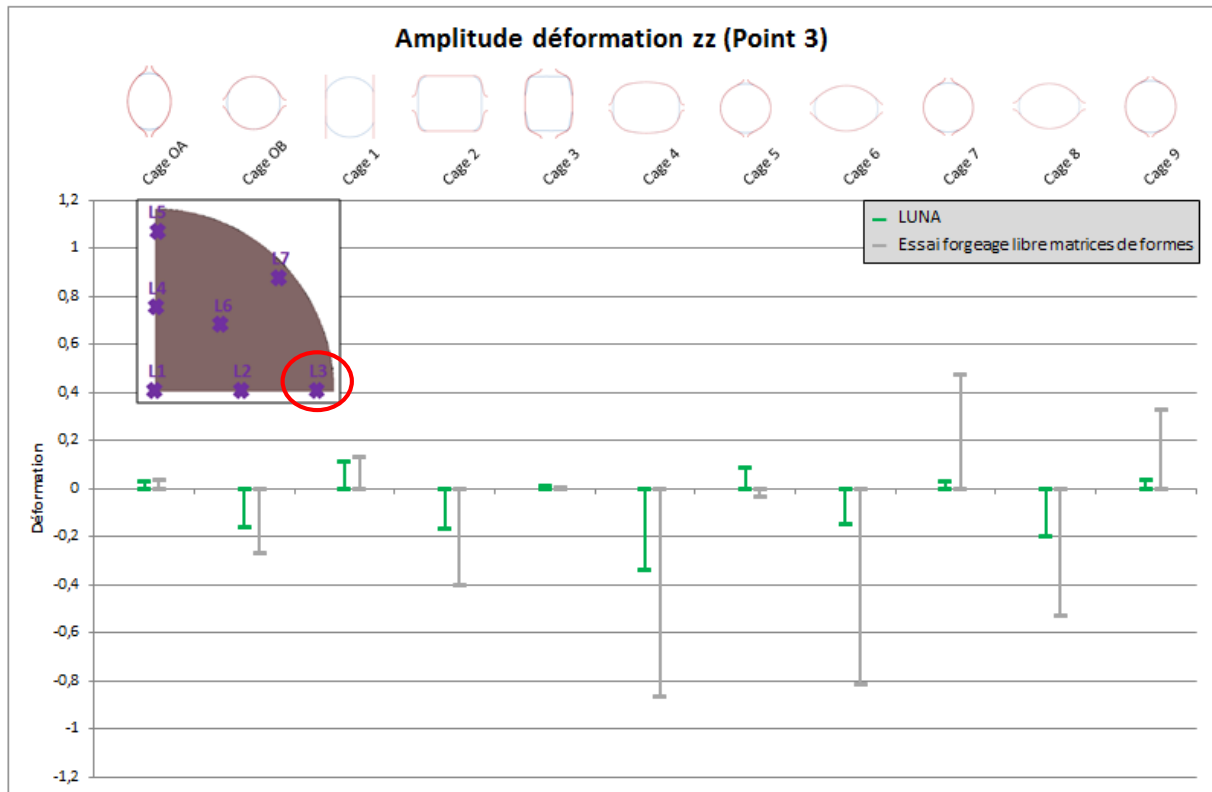 Amplitude déformation zz (Point 3)
Cage OA
Cage OB
Cage 1
Cage 2
Cage 3
Cage 4
Cage 5
Cage 6
Cage 7
Cage 8
Cage 9
LUNA
Essai forgeage libre matrices de formes
L5
L7
L4
L6
L1
L2
L3
Déformation
1,2
1
0,8
0,6
0,4
0,2
0
-0,2
-0,4
-0,6
-0,8
-1
-1,2